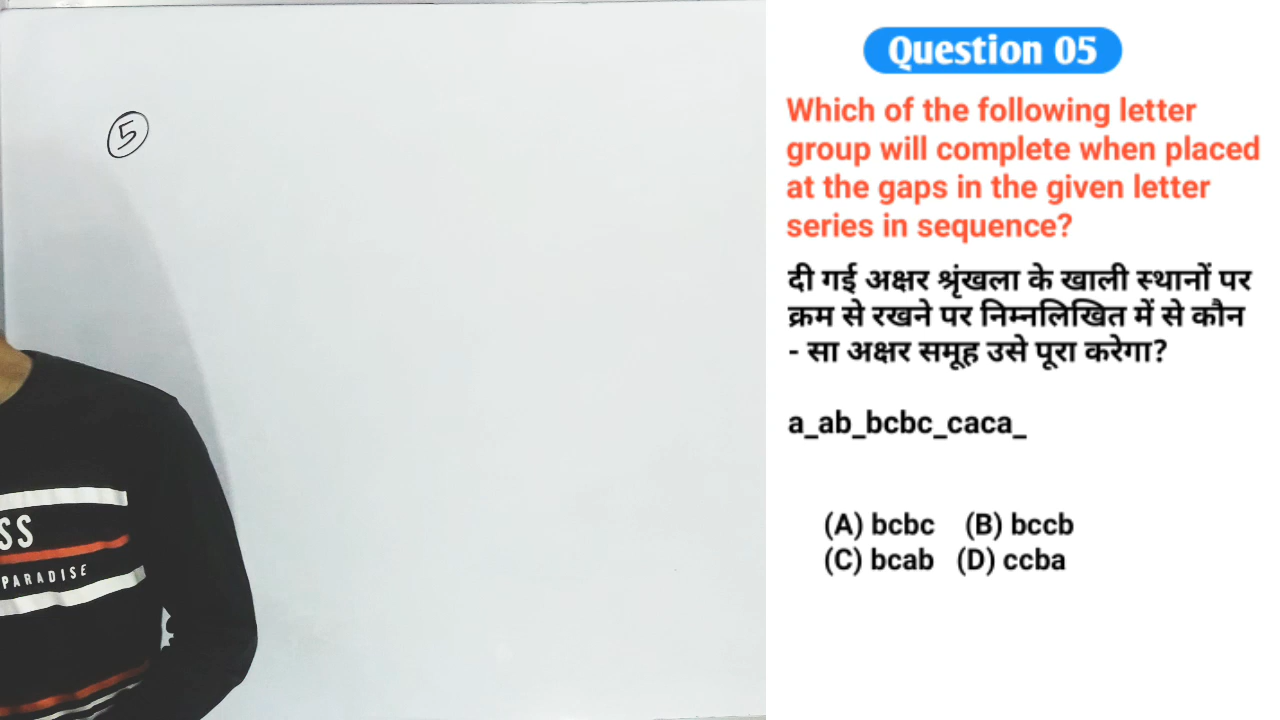 5
SS
PARADISE
Question 05
Which of the following letter
group will complete when placed
at the gaps in the given letter
series in sequence?
दी गई अक्षर श्रृंखला के खाली स्थानों पर
क्रम से रखने पर निम्नलिखित में से कौन
- सा अक्षर समूह उसे पूरा करेगा?
a_ab_bcbc_caca_
(A) bcbc (B) bccb
(C) bcab (D) ccba